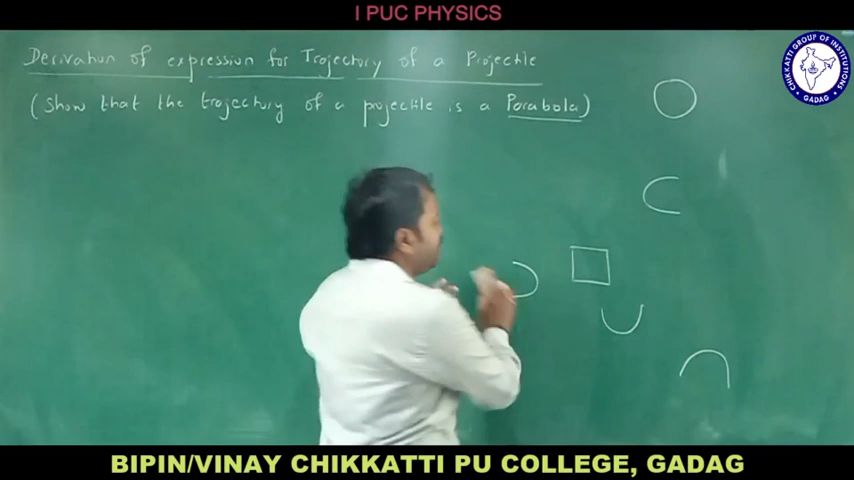 I PUC PHYSICS
Derivation of expression for Trajectory of a Projectile
(Show that the trajectory of a projectile is a Parabola)
CHIKKATTI GROUP OF INSTITUTIONS
GADAG
BIPIN/VINAY CHIKKATTI PU COLLEGE, GADAG